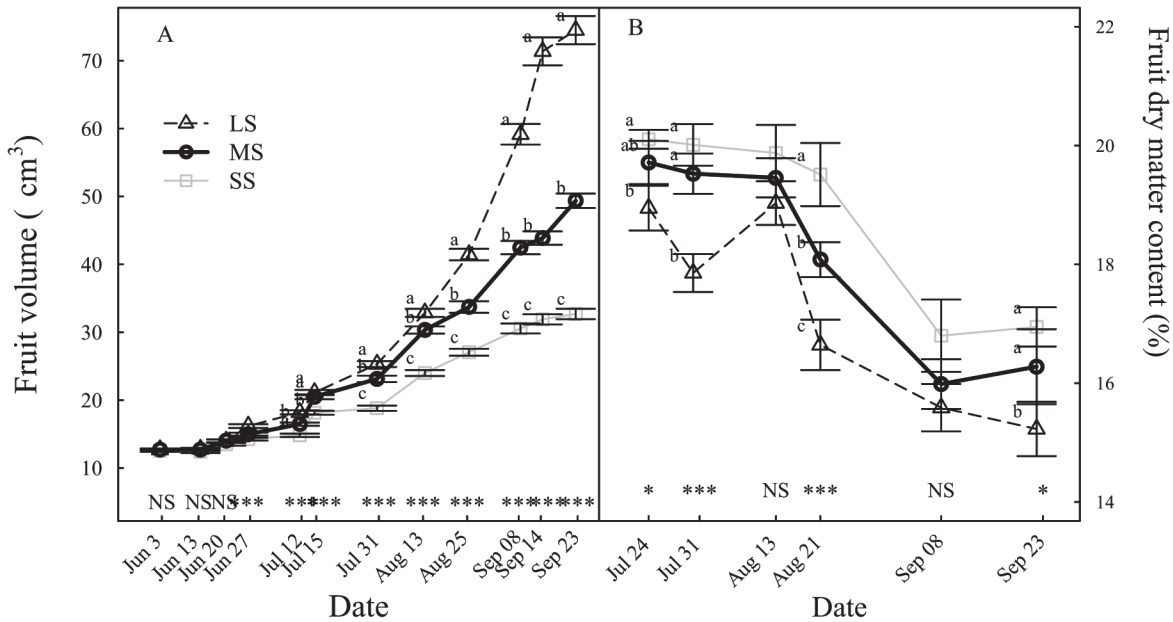 A
B
LS
MS
SS
Fruit volume ( cm³)
70
60
50
40
30
20
10
22
20
18
16
14
Fruit dry matter content (%)
a a a a a a a a
b b b b b b b b
c c c c c c c
a a a a a
ab a b a
b b c b
NS NS NS *** *** *** *** *** *** *** *** ***
* *** NS *** NS *
Jun 3 Jun 13 Jun 20 Jun 27 Jul 12 Jul 15 Jul 31 Aug 13 Aug 25 Sep 08 Sep 14 Sep 23
Jul 24 Jul 31 Aug 13 Aug 21 Sep 08 Sep 23
Date
Date